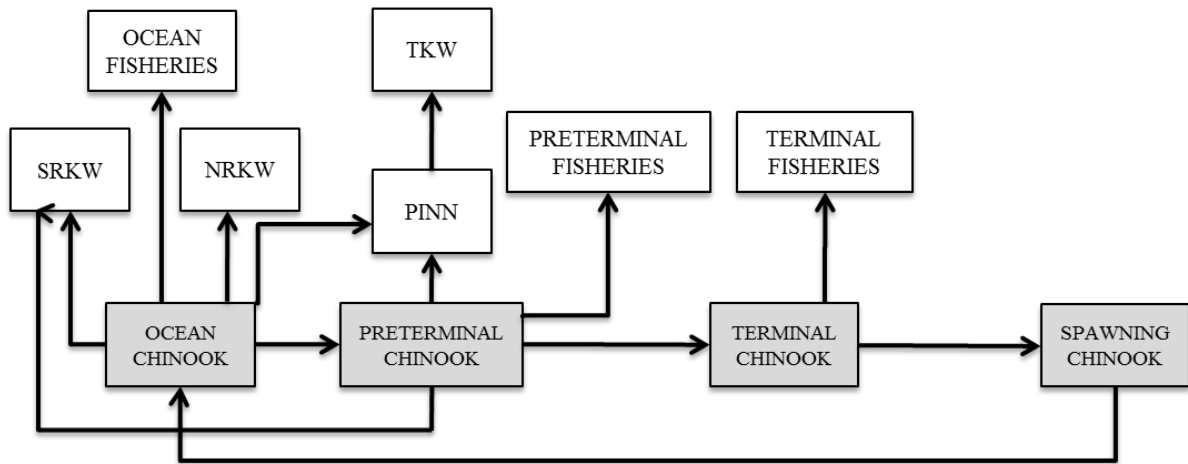 OCEAN
FISHERIES
TKW
PRETERMINAL
FISHERIES
TERMINAL
FISHERIES
SRKW
NRKW
PINN
OCEAN
CHINOOK
PRETERMINAL
CHINOOK
TERMINAL
CHINOOK
SPAWNING
CHINOOK